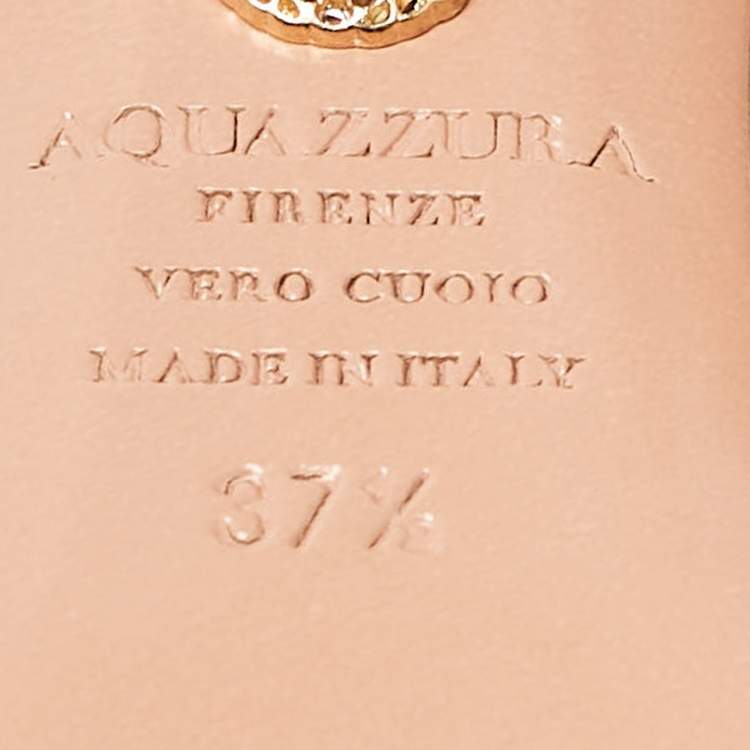 AQUAZZURA
FIRENZE
VERO CUOIO
MADE IN ITALY
37½